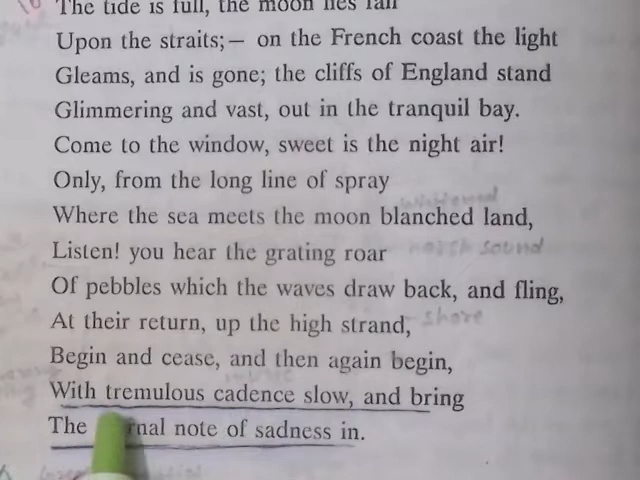 The tide is full, the moon lies fair
Upon the straits;– on the French coast the light
Gleams, and is gone; the cliffs of England stand
Glimmering and vast, out in the tranquil bay.
Come to the window, sweet is the night air!
Only, from the long line of spray
Where the sea meets the moon blanched land,
Listen! you hear the grating roar
harsh sound
Of pebbles which the waves draw back, and fling,
At their return, up the high strand,
shore
Begin and cease, and then again begin,
With tremulous cadence slow, and bring
The note of sadness in.